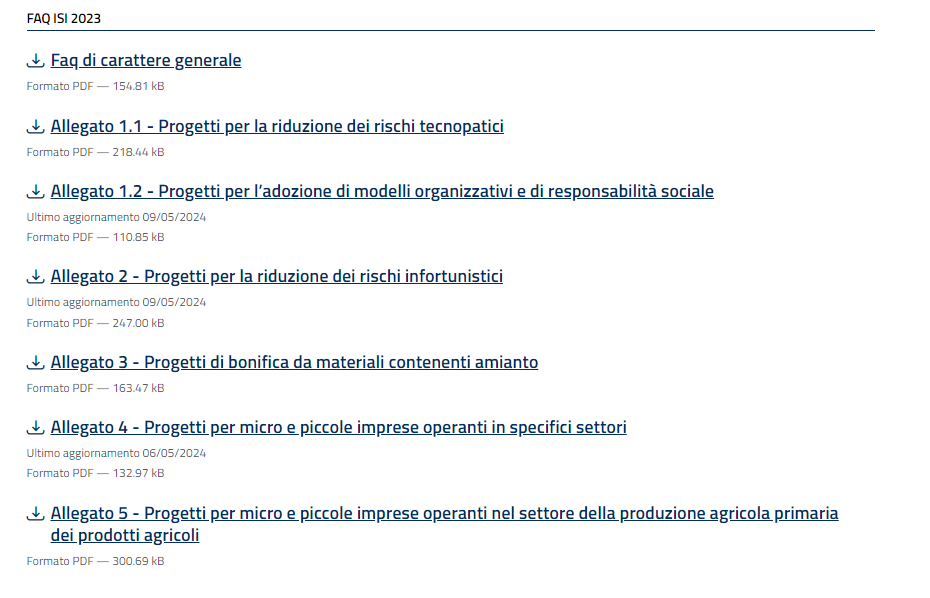 FAQ ISI 2023
Faq di carattere generale
Formato PDF — 154.81 kB
Allegato 1.1 - Progetti per la riduzione dei rischi tecnopatici
Formato PDF — 218.44 kB
Allegato 1.2 - Progetti per l’adozione di modelli organizzativi e di responsabilità sociale
Ultimo aggiornamento 09/05/2024
Formato PDF — 110.85 kB
Allegato 2 - Progetti per la riduzione dei rischi infortunistici
Ultimo aggiornamento 09/05/2024
Formato PDF — 247.00 kB
Allegato 3 - Progetti di bonifica da materiali contenenti amianto
Formato PDF — 163.47 kB
Allegato 4 - Progetti per micro e piccole imprese operanti in specifici settori
Ultimo aggiornamento 06/05/2024
Formato PDF — 132.97 kB
Allegato 5 - Progetti per micro e piccole imprese operanti nel settore della produzione agricola primaria
dei prodotti agricoli
Formato PDF — 300.69 kB